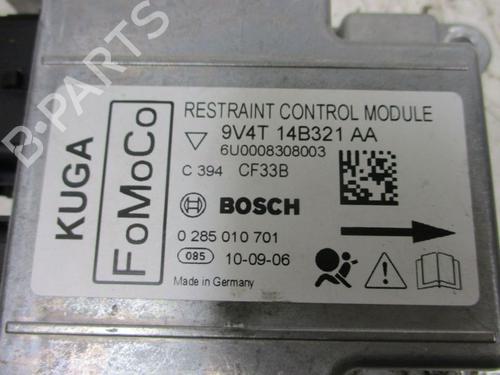 KUGA
FoMoCo
RESTRAINT CONTROL MODULE
9V4T 14B321 AA
6U0008308003
C 394 CF33B
BOSCH
0 285 010 701
085 10-09-06
Made in Germany
B-PARTS
B-PARTS